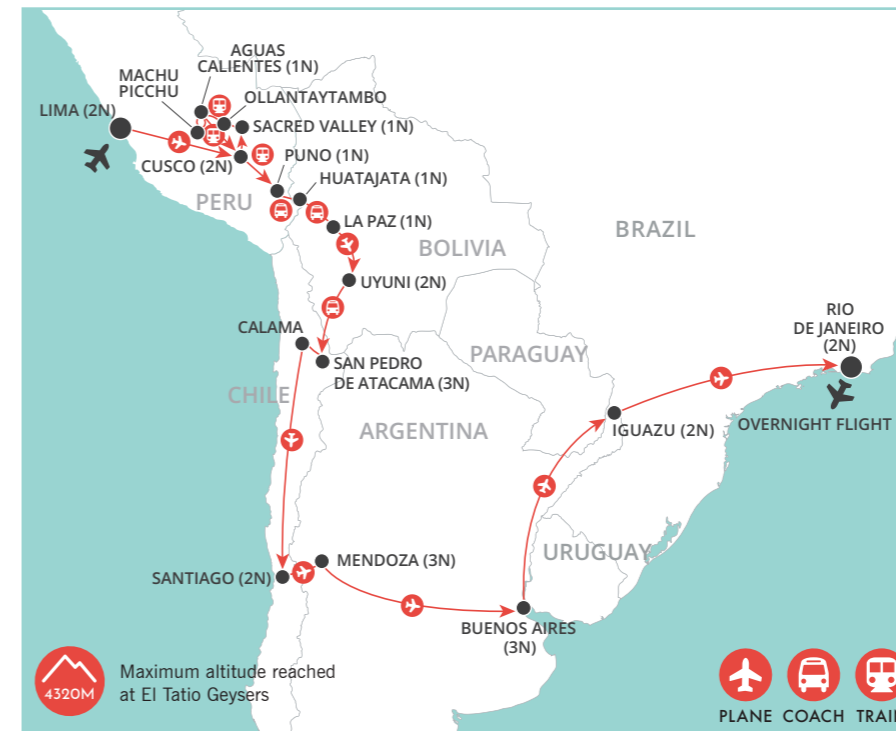 AGUAS
CALIENTES (1N)
MACHU
PICCHU
OLLANTAYTAMBO
LIMA (2N)
SACRED VALLEY (1N)
CUSCO (2N)
PUNO (1N)
HUATAJATA (1N)
PERU
LA PAZ (1N)
BOLIVIA
BRAZIL
UYUNI (2N)
RIO
DE JANEIRO
(2N)
CALAMA
SAN PEDRO
DE ATACAMA (3N)
PARAGUAY
CHILE
ARGENTINA
IGUAZU (2N)
OVERNIGHT FLIGHT
URUGUAY
MENDOZA (3N)
SANTIAGO (2N)
BUENOS AIRES
(3N)
4320M
Maximum altitude reached
at El Tatio Geysers
PLANE COACH TRAI